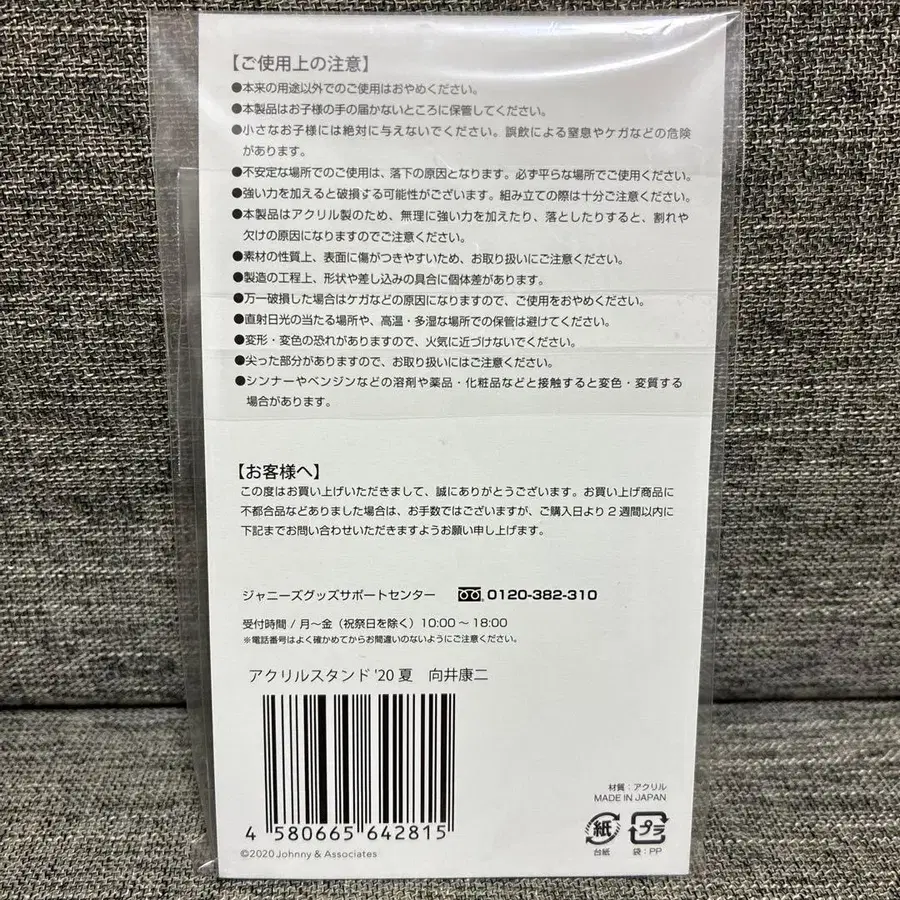 【ご使用上の注意】
●本来の用途以外でのご使用はおやめください。
●本製品はお子様の手の届かないところに保管してください。
●小さなお子様には絶対に与えないでください。誤飲による窒息やケガなどの危険
があります。
●不安定な場所でのご使用は、落下の原因となります。必ず平らな場所でご使用ください。
●強い力を加えると破損する可能性がございます。組み立ての際は十分ご注意ください。
●本製品はアクリル製のため、無理に強い力を加えたり、落としたりすると、割れや
欠けの原因になりますのでご注意ください。
●素材の性質上、表面に傷がつきやすいため、お取り扱いにご注意ください。
●製造の工程上、形状や差し込みの具合に個体差があります。
●万一破損した場合はケガなどの原因になりますので、ご使用をおやめください。
●直射日光の当たる場所や、高温・多湿な場所での保管は避けてください。
●変形・変色の恐れがありますので、火気に近づけないでください。
●尖った部分がありますので、お取り扱いにはご注意ください。
●シンナーやベンジンなどの溶剤や薬品・化粧品などと接触すると変色・変質する
場合があります。
【お客様へ】
この度はお買い上げいただきまして、誠にありがとうございます。お買い上げ商品に
不都合品などありました場合は、お手数ではございますが、ご購入日より2週間以内に
下記までお問い合わせいただきますようお願い申し上げます。
ジャニーズグッズサポートセンター 0120-382-310
受付時間 / 月〜金（祝祭日を除く）10:00〜18:00
※電話番号はよく確かめてからお間違いのないようにご注意ください。
アクリルスタンド '20 夏 向井康二
材質：アクリル
MADE IN JAPAN
4 580665 642815
紙 プラ
台紙 袋：PP
©2020 Johnny & Associates